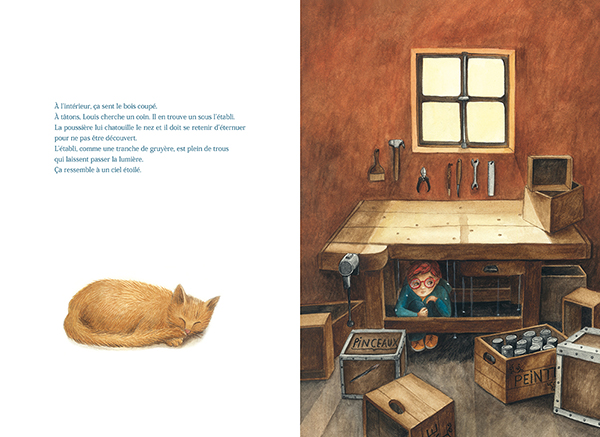 À l'intérieur, ça sent le bois coupé.
À tâtons, Louis cherche un coin. Il en trouve un sous l'établi.
La poussière lui chatouille le nez et il doit se retenir d'éternuer
pour ne pas être découvert.
L'établi, comme une tranche de gruyère, est plein de trous
qui laissent passer la lumière.
Ça ressemble à un ciel étoilé.
PINCEAUX
PEINT